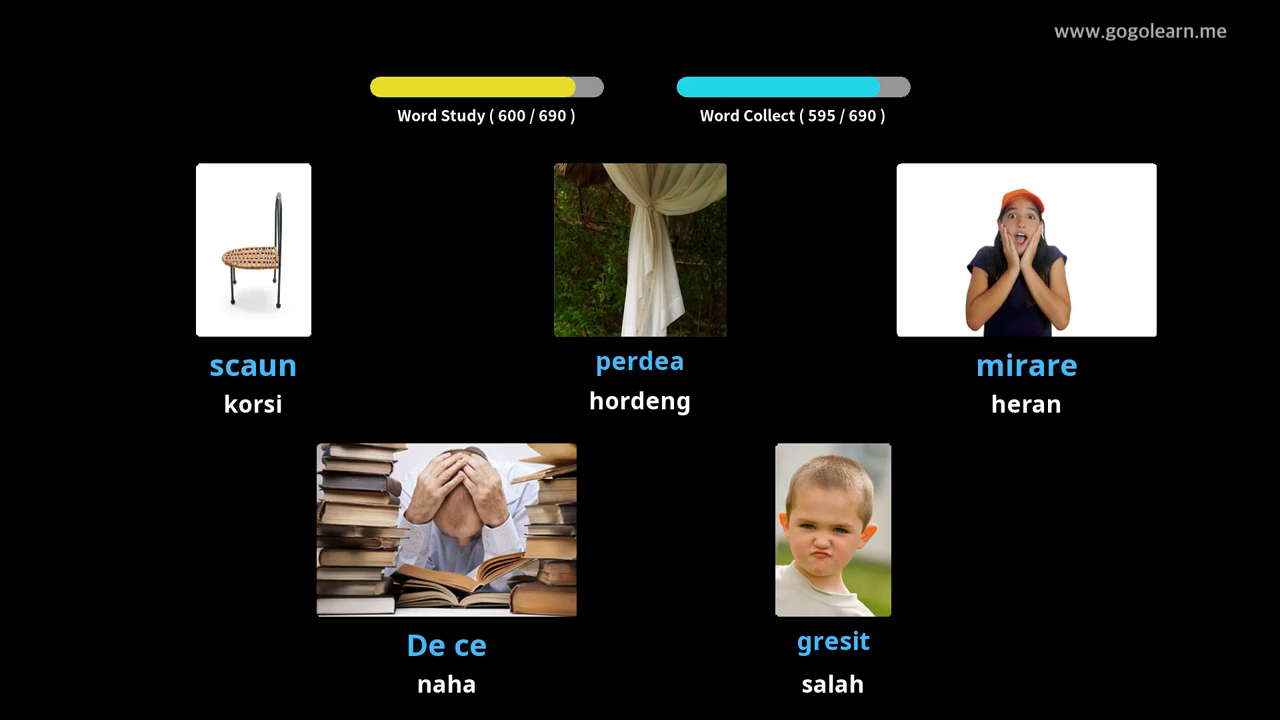 www.gogolearn.me
Word Study ( 600 / 690 )
Word Collect ( 595 / 690 )
scaun
korsi
perdea
hordeng
mirare
heran
De ce
naha
gresit
salah